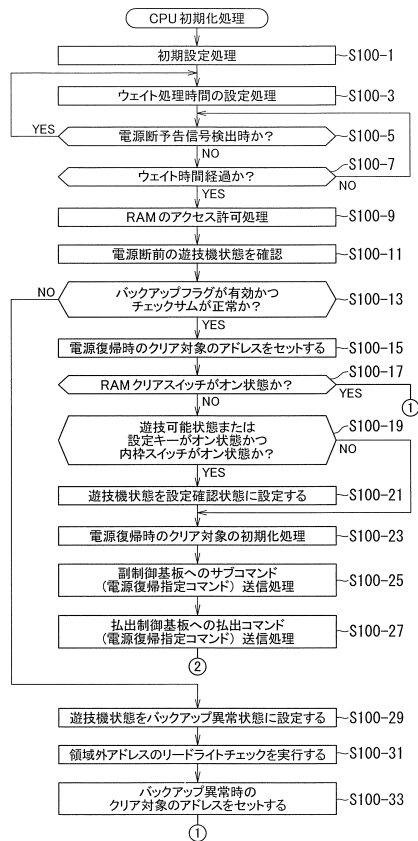 CPU初期化処理
初期設定処理
S100-1
ウェイト処理時間の設定処理
S100-3
YES
電源断予告信号検出時か?
S100-5
NO
S100-7
ウェイト時間経過か?
NO
YES
RAMのアクセス許可処理
S100-9
電源断前の遊技機状態を確認
S100-11
NO
バックアップフラグが有効かつ
チェックサムが正常か?
S100-13
YES
電源復帰時のクリア対象のアドレスをセットする
S100-15
S100-17
RAMクリアスイッチがオン状態か?
YES
NO
①
S100-19
遊技可能状態または
設定キーがオン状態かつ
内枠スイッチがオン状態か?
NO
YES
遊技機状態を設定確認状態に設定する
S100-21
電源復帰時のクリア対象の初期化処理
S100-23
副制御基板へのサブコマンド
(電源復帰指定コマンド)送信処理
S100-25
払出制御基板への払出コマンド
(電源復帰指定コマンド)送信処理
S100-27
②
遊技機状態をバックアップ異常状態に設定する
S100-29
領域外アドレスのリードライトチェックを実行する
S100-31
バックアップ異常時の
クリア対象のアドレスをセットする
S100-33
①